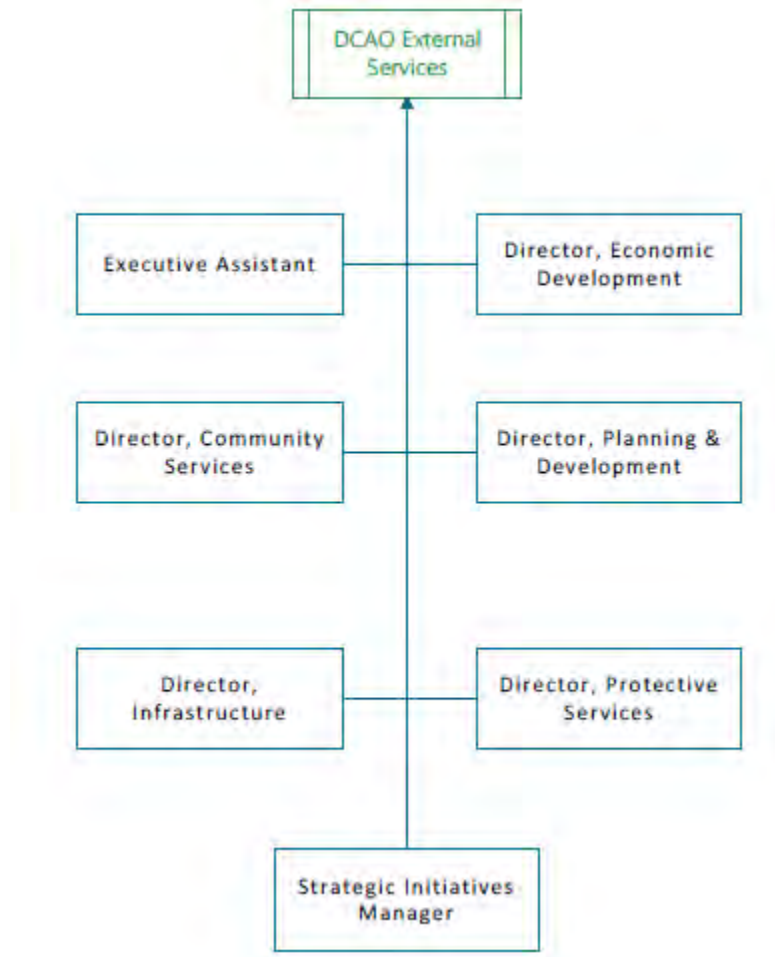 DCAO External
Services
Executive Assistant
Director, Economic
Development
Director, Community
Services
Director, Planning &
Development
Director,
Infrastructure
Director, Protective
Services
Strategic Initiatives
Manager